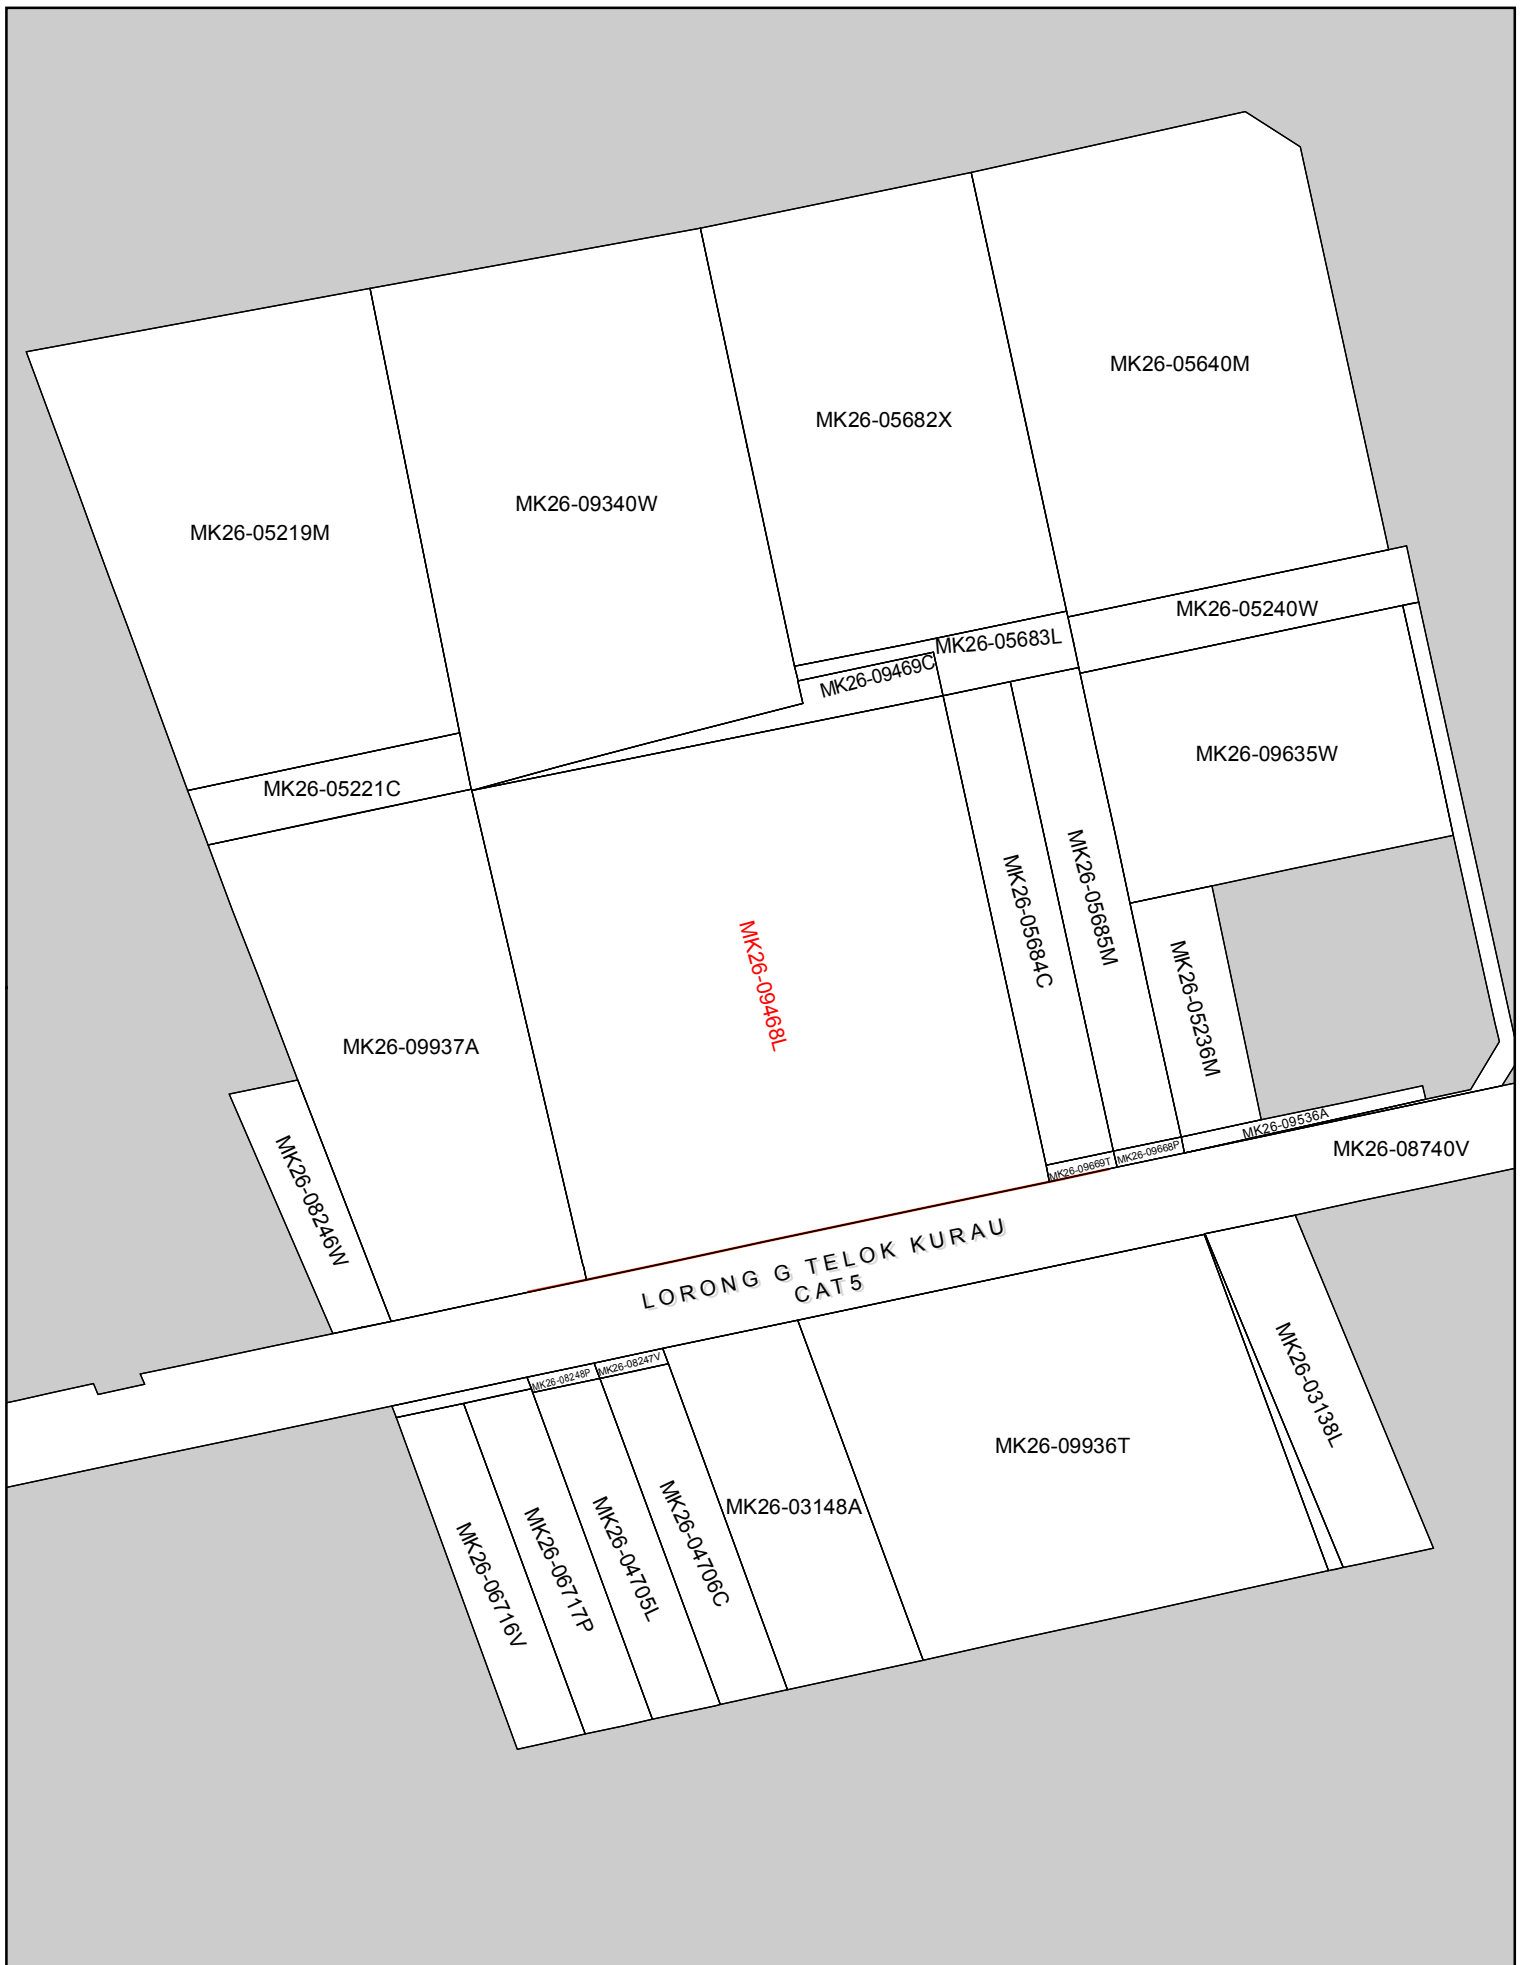 MK26-05640M
MK26-05682X
MK26-09340W
MK26-05219M
MK26-05240W
MK26-05683L
MK26-09469C
MK26-09635W
MK26-05221C
MK26-05685M
MK26-05684C
MK26-09468L
MK26-05236M
MK26-09937A
MK26-09536A
MK26-08740V
MK26-09668P
MK26-09669T
MK26-08246W
LORONG G TELOK KURAU
CAT5
MK26-08247V
MK26-08248P
MK26-03138L
MK26-09936T
MK26-03148A
MK26-04706C
MK26-04705L
MK26-06717P
MK26-06716V